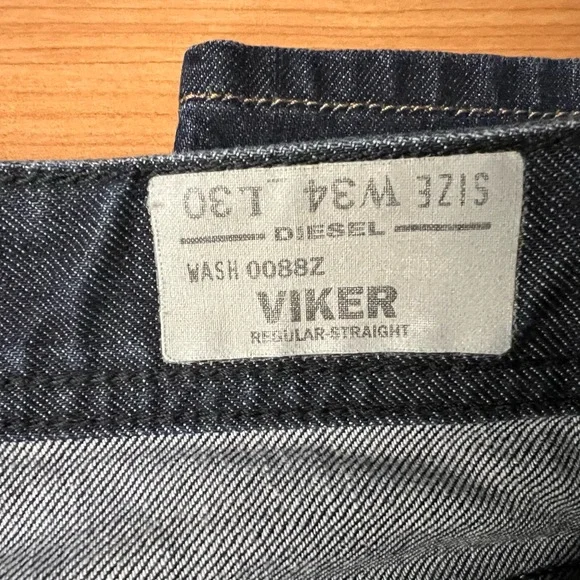 SIZE W34 L30
DIESEL
WASH 0088Z
VIKER
REGULAR-STRAIGHT